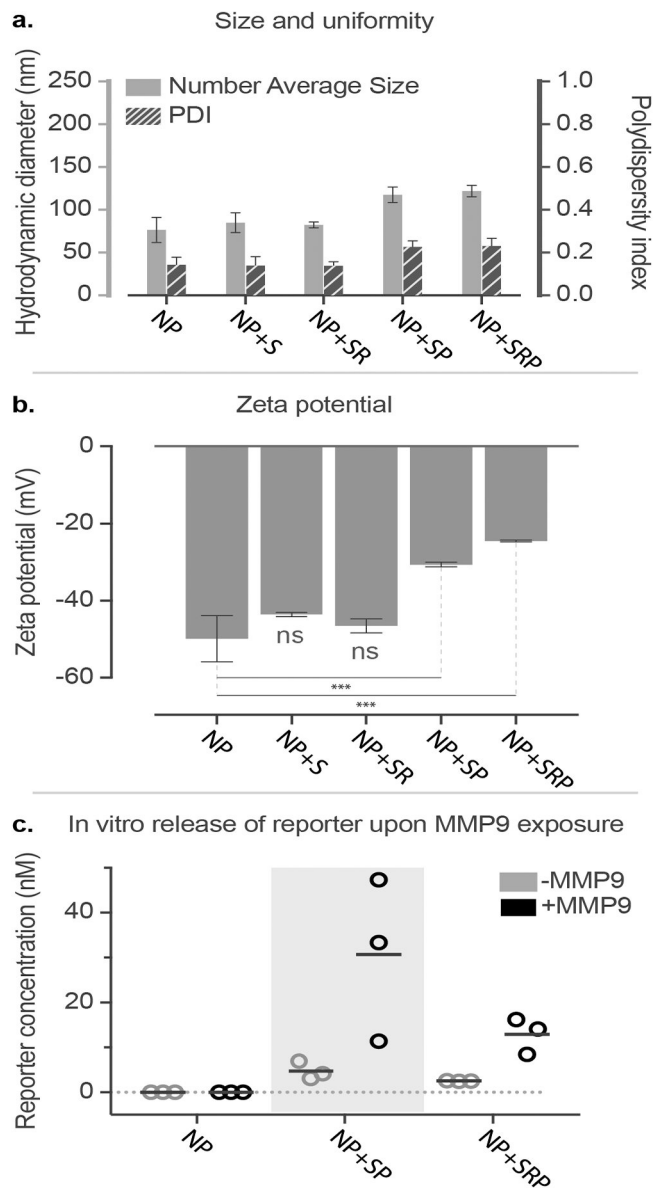 a. Size and uniformity
Hydrodynamic diameter (nm)
250
200
150
100
50
0
Number Average Size
PDI
1.0
0.8
0.6
0.4
0.2
0.0
Polydispersity index
NP
NP+S
NP+SR
NP+SP
NP+SRP
b. Zeta potential
Zeta potential (mV)
0
-20
-40
-60
ns
ns
***
***
NP
NP+S
NP+SR
NP+SP
NP+SRP
c. In vitro release of reporter upon MMP9 exposure
Reporter concentration (nM)
40
20
0
-MMP9
+MMP9
NP
NP+SP
NP+SRP